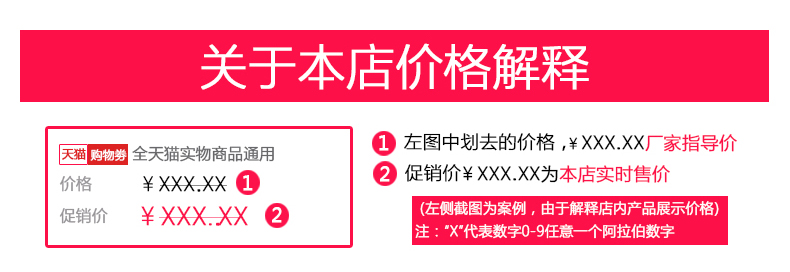 关于本店价格解释
天猫 购物券 全天猫实物商品通用
价格 ¥XXX.XX 1
促销价 ¥XXX.XX 2
1 左图中划去的价格,¥XXX.XX厂家指导价
2 促销价¥XXX.XX为本店实时售价
(左侧截图为案例，由于解释店内产品展示价格)
注："X"代表数字0-9任意一个阿拉伯数字